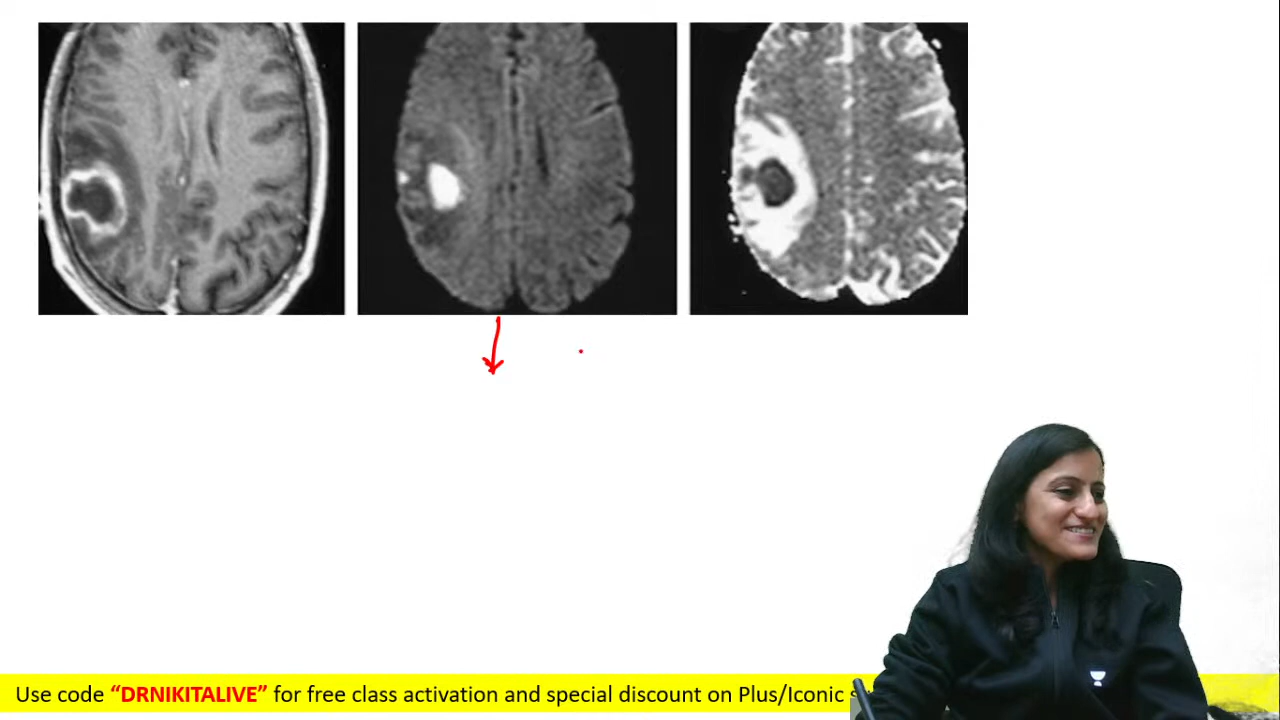 Use code “DRNIKITALIVE” for free class activation and special discount on Plus/Iconic